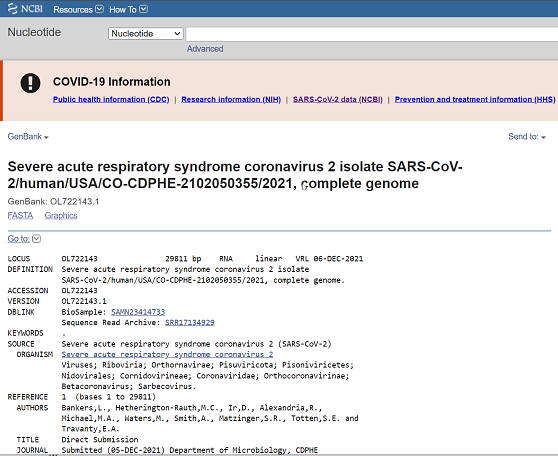 NCBI Resources How To
Nucleotide Nucleotide
Advanced
COVID-19 Information
Public health information (CDC) | Research information (NIH) | SARS-CoV-2 data (NCBI) | Prevention and treatment information (HHS)
GenBank Send to:
Severe acute respiratory syndrome coronavirus 2 isolate SARS-CoV-
2/human/USA/CO-CDPHE-2102050355/2021, complete genome
GenBank: OL722143.1
FASTA Graphics
Go to:
LOCUS OL722143 29811 bp RNA linear VRL 06-DEC-2021
DEFINITION Severe acute respiratory syndrome coronavirus 2 isolate
SARS-CoV-2/human/USA/CO-CDPHE-2102050355/2021, complete genome.
ACCESSION OL722143
VERSION OL722143.1
DBLINK BioSample: SAMN23414733
Sequence Read Archive: SRR17134929
KEYWORDS .
SOURCE Severe acute respiratory syndrome coronavirus 2 (SARS-CoV-2)
ORGANISM Severe acute respiratory syndrome coronavirus 2
Viruses; Riboviria; Orthornavirae; Pisuviricota; Pisoniviricetes;
Nidovirales; Cornidovirineae; Coronaviridae; Orthocoronavirinae;
Betacoronavirus; Sarbecovirus.
REFERENCE 1 (bases 1 to 29811)
AUTHORS Bankers,L., Hetherington-Rauth,M.C., Ir,D., Alexandria,R.,
Michael,M.A., Waters,M., Smith,A., Matzinger,S.R., Totten,S.E. and
Travanty,E.A.
TITLE Direct Submission
JOURNAL Submitted (05-DEC-2021) Department of Microbiology, CDPHE